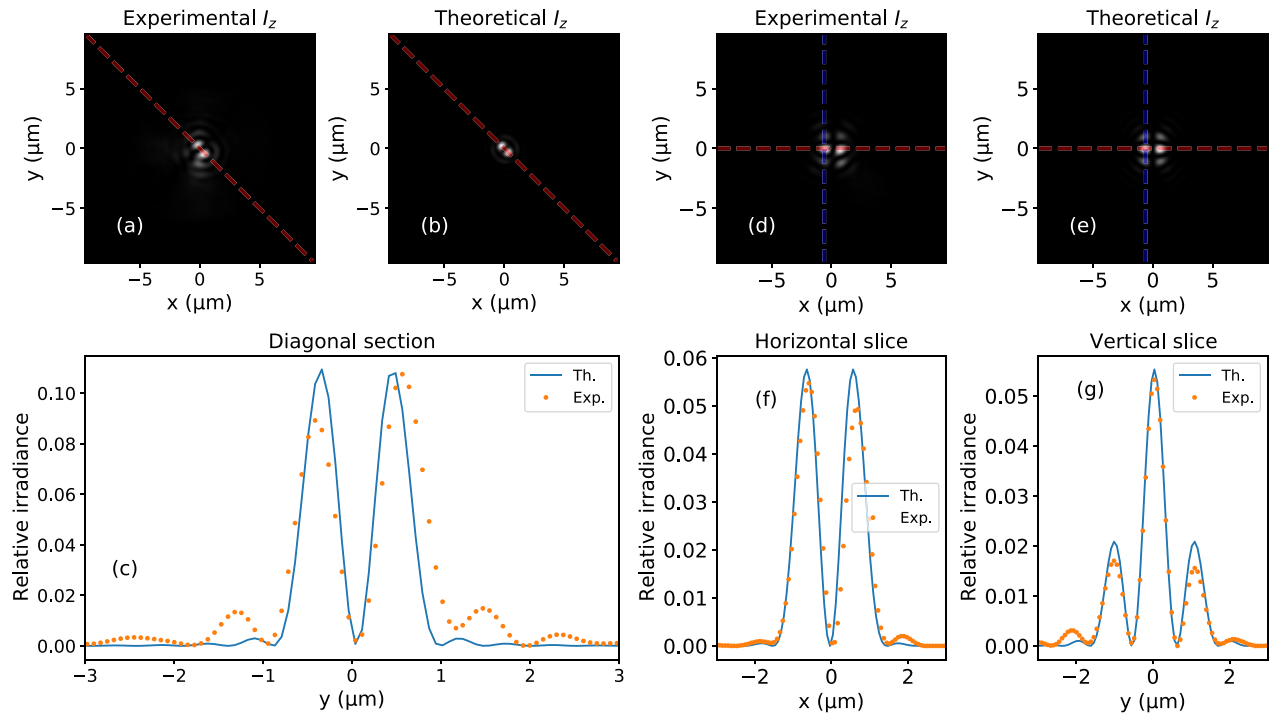 Experimental I_z
Theoretical I_z
Experimental I_z
Theoretical I_z
y (μm)
5
0
−5
(a)
−5
0
5
x (μm)
y (μm)
5
0
−5
(b)
−5
0
5
x (μm)
y (μm)
5
0
−5
(d)
−5
0
5
x (μm)
y (μm)
5
0
−5
(e)
−5
0
5
x (μm)
Diagonal section
Relative irradiance
0.10
0.08
0.06
0.04
0.02
0.00
(c)
Th.
Exp.
−3
−2
−1
0
1
2
3
y (μm)
Horizontal slice
Relative irradiance
0.06
0.05
0.04
0.03
0.02
0.01
0.00
(f)
Th.
Exp.
−2
0
2
x (μm)
Vertical slice
Relative irradiance
0.05
0.04
0.03
0.02
0.01
0.00
(g)
Th.
Exp.
−2
0
2
y (μm)